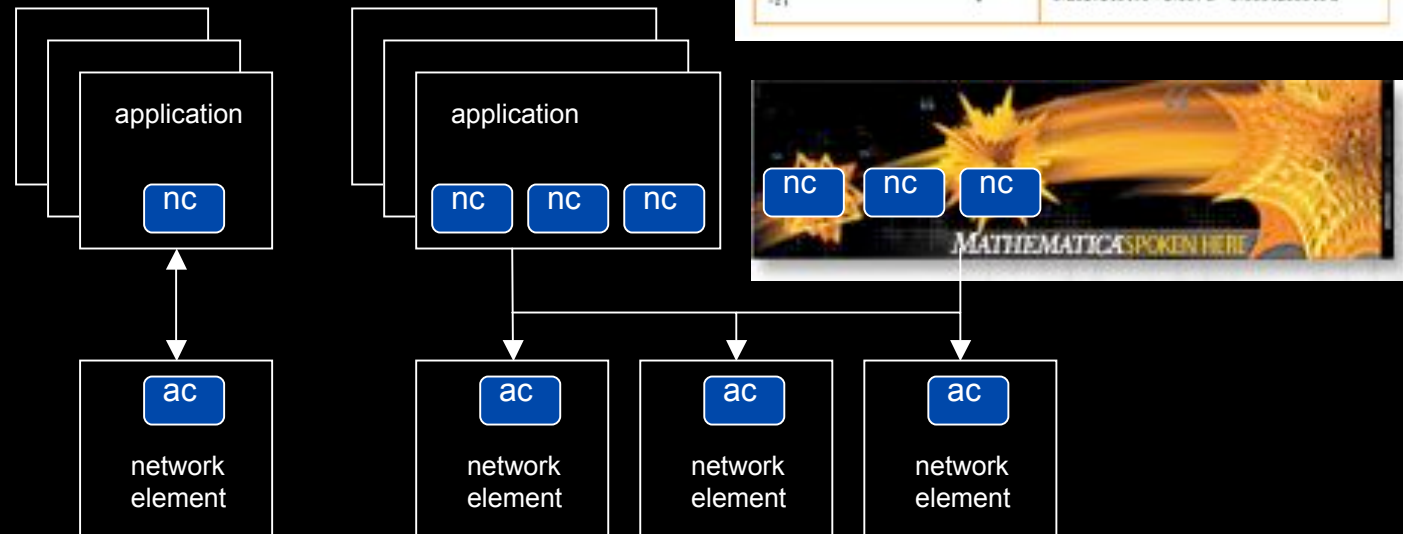 application
application
nc
nc
nc
nc
nc
nc
nc
MATHEMATICA SPOKEN HERE
ac
ac
ac
ac
network
element
network
element
network
element
network
element